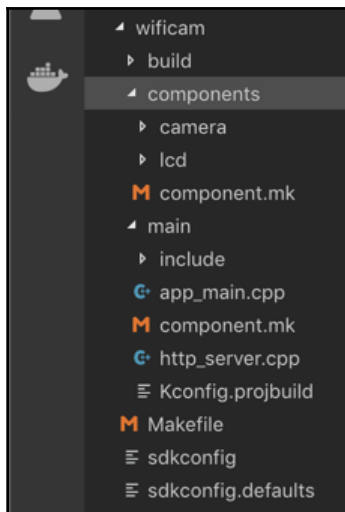 wificam
build
components
camera
lcd
component.mk
main
include
app_main.cpp
component.mk
http_server.cpp
Kconfig.projbuild
Makefile
sdkconfig
sdkconfig.defaults